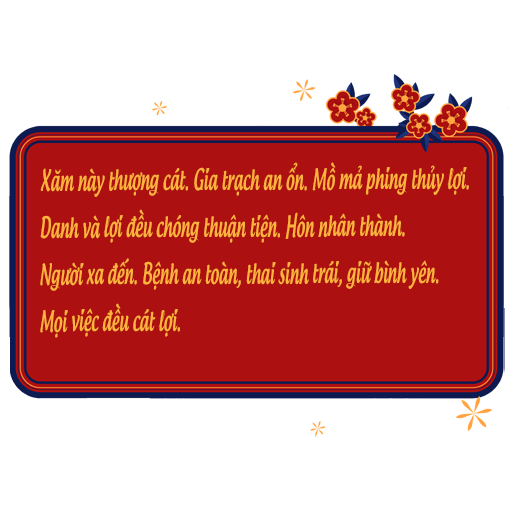 Xăm này thượng cát. Gia trạch an ổn. Mồ mả phing thủy lợi.
Danh và lợi đều chóng thuận tiện. Hôn nhân thành.
Người xa đến. Bệnh an toàn, thai sinh trái, giữ bình yên.
Mọi việc đều cát lợi.